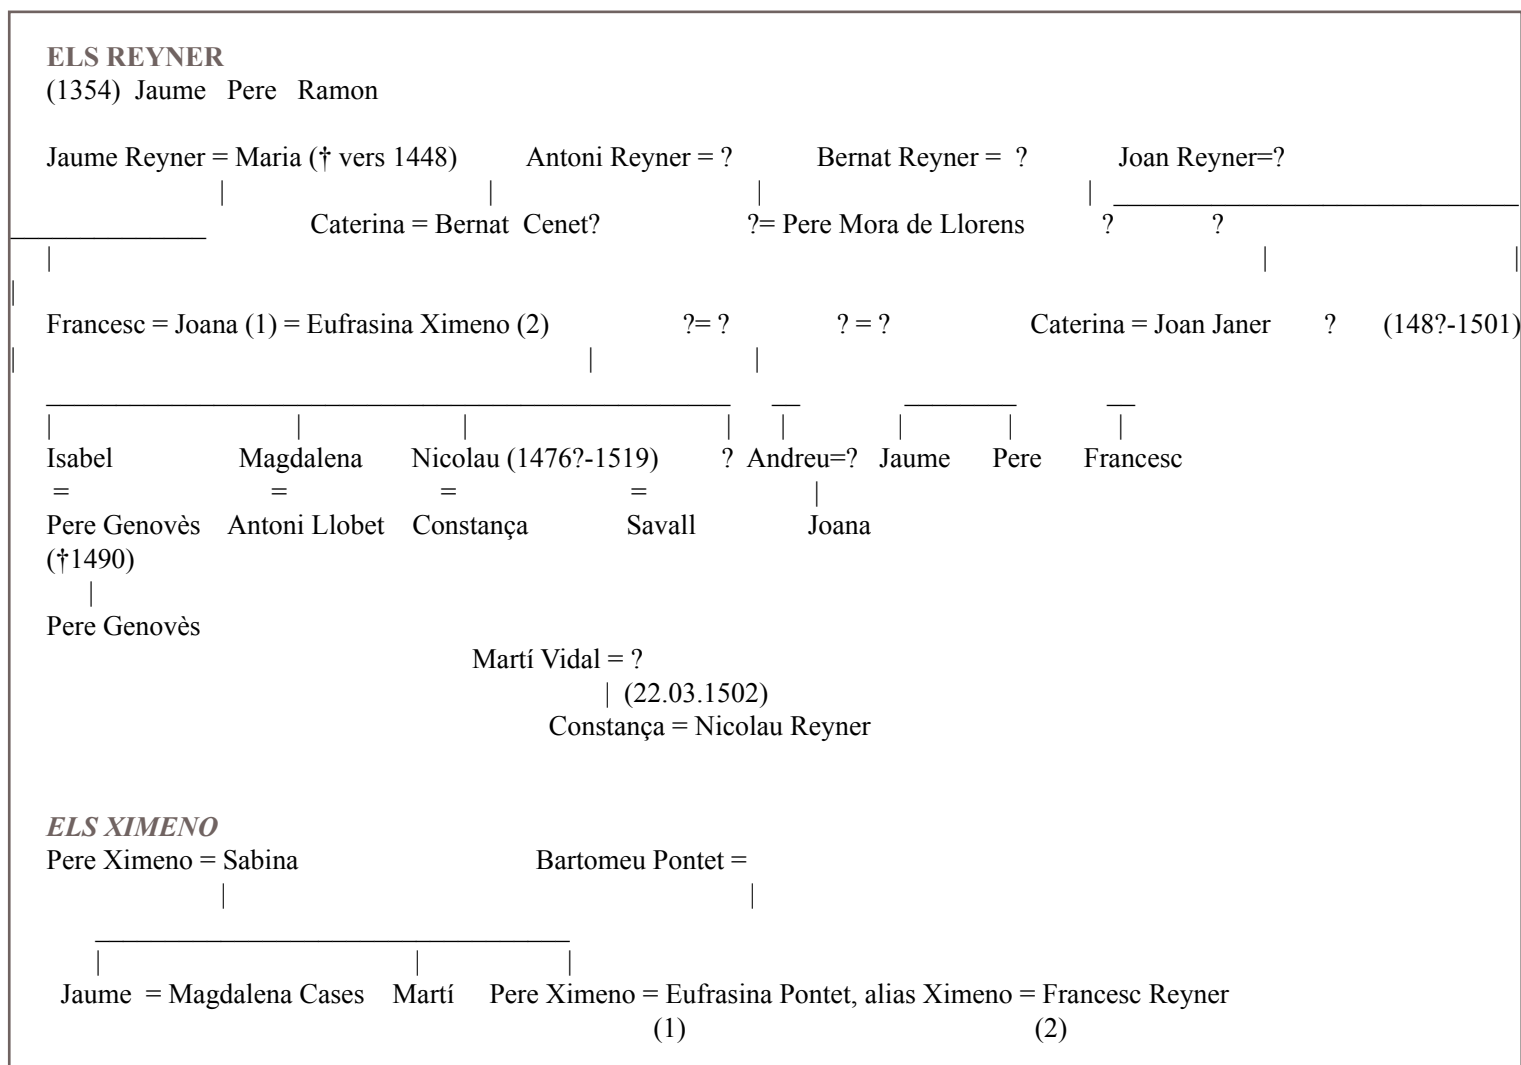 ELS REYNER
(1354) Jaume Pere Ramon
Jaume Reyner = Maria († vers 1448) Antoni Reyner = ? Bernat Reyner = ? Joan Reyner=?
Caterina = Bernat Cenet? ?= Pere Mora de Llorens ? ?
Francesc = Joana (1) = Eufrasina Ximeno (2) ?= ? ? = ? Caterina = Joan Janer ? (148?-1501)
Isabel Magdalena Nicolau (1476?-1519) ? Andreu=? Jaume Pere Francesc
= = = =
Pere Genovès Antoni Llobet Constança Savall Joana
(†1490)
Pere Genovès
Martí Vidal = ?
(22.03.1502)
Constança = Nicolau Reyner
ELS XIMENO
Pere Ximeno = Sabina Bartomeu Pontet =
Jaume = Magdalena Cases Martí Pere Ximeno = Eufrasina Pontet, alias Ximeno = Francesc Reyner
(1) (2)